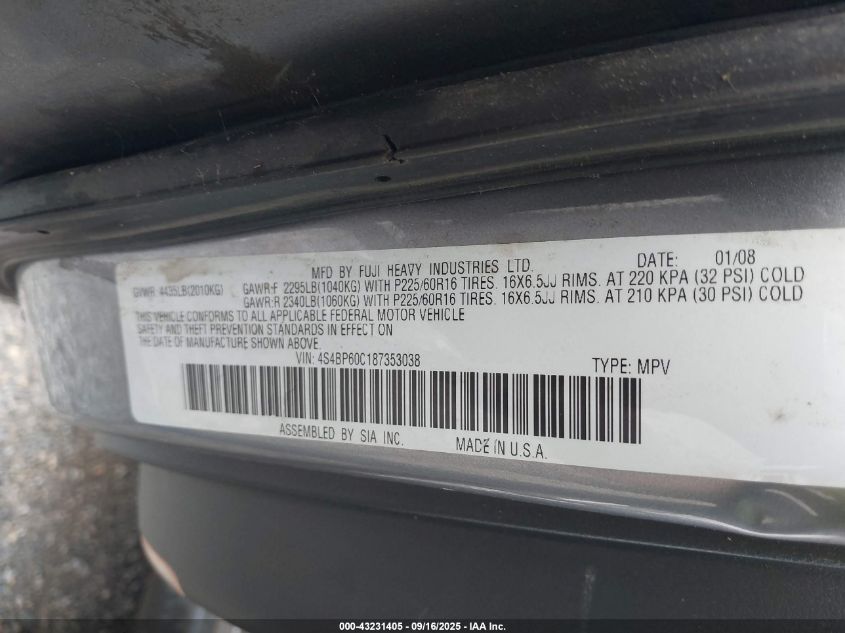 MFD BY FUJI HEAVY INDUSTRIES LTD. DATE: 01/08
GVWR: 4435LB(2010KG) GAWR:F 2295LB(1040KG) WITH P225/60R16 TIRES. 16X6.5JJ RIMS. AT 220 KPA (32 PSI) COLD
GAWR:R 2340LB(1060KG) WITH P225/60R16 TIRES. 16X6.5JJ RIMS. AT 210 KPA (30 PSI) COLD
THIS VEHICLE CONFORMS TO ALL APPLICABLE FEDERAL MOTOR VEHICLE
SAFETY AND THEFT PREVENTION STANDARDS IN EFFECT ON
THE DATE OF MANUFACTURE SHOWN ABOVE.
VIN: 4S4BP60C187353038 TYPE: MPV
ASSEMBLED BY SIA INC. MADE IN U.S.A.
000-43231405 - 09/16/2025 - IAA Inc.